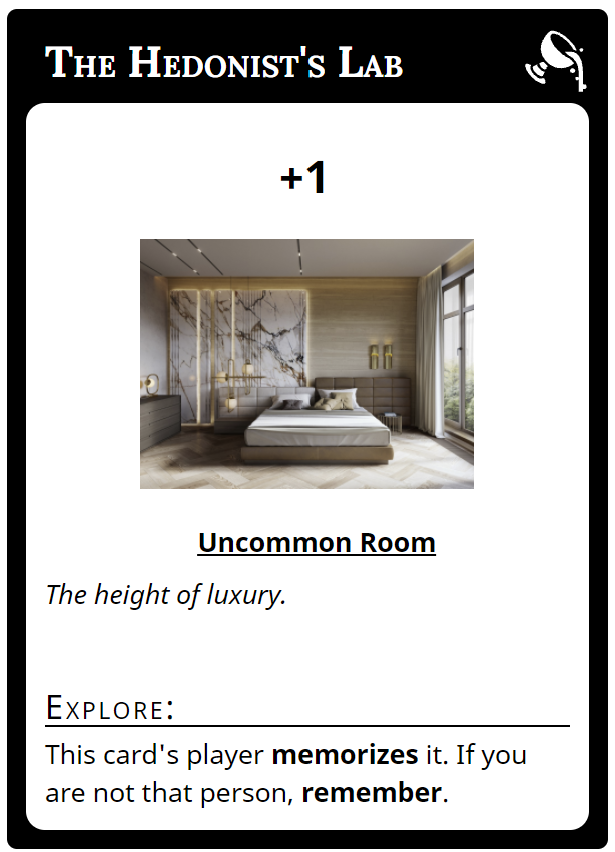 The Hedonist's Lab
+1
Uncommon Room
The height of luxury.
Explore:
This card's player memorizes it. If you
are not that person, remember.